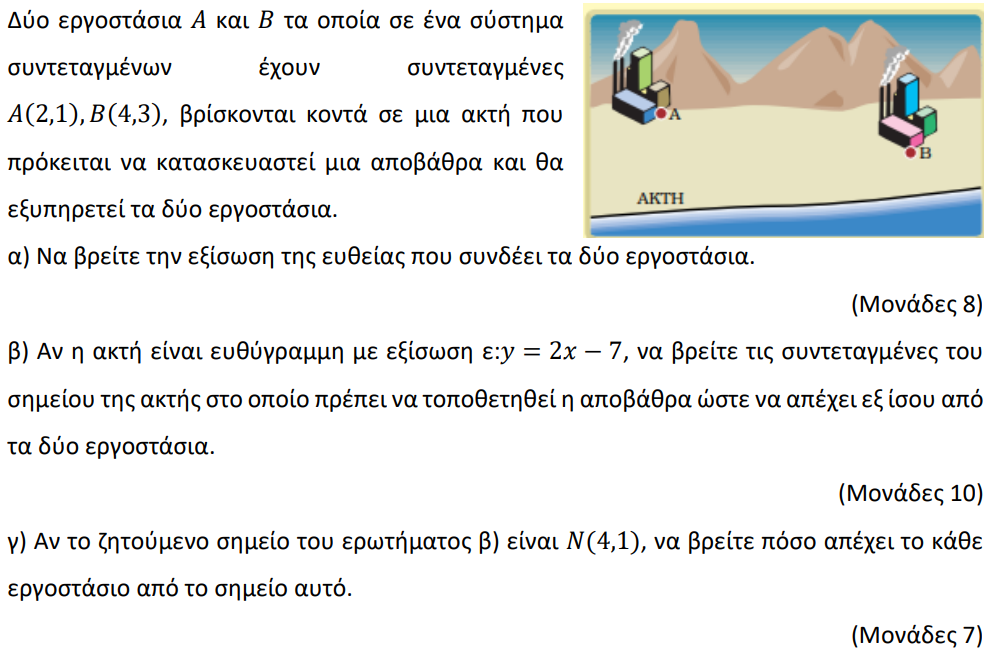 Δύο εργοστάσια A και B τα οποία σε ένα σύστημα
συντεταγμένων έχουν συντεταγμένες
A(2,1), B(4,3), βρίσκονται κοντά σε μια ακτή που
πρόκειται να κατασκευαστεί μια αποβάθρα και θα
εξυπηρετεί τα δύο εργοστάσια.
A
B
ΑΚΤΗ
α) Να βρείτε την εξίσωση της ευθείας που συνδέει τα δύο εργοστάσια.
(Μονάδες 8)
β) Αν η ακτή είναι ευθύγραμμη με εξίσωση ε:y = 2x − 7, να βρείτε τις συντεταγμένες του
σημείου της ακτής στο οποίο πρέπει να τοποθετηθεί η αποβάθρα ώστε να απέχει εξ ίσου από
τα δύο εργοστάσια.
(Μονάδες 10)
γ) Αν το ζητούμενο σημείο του ερωτήματος β) είναι N(4,1), να βρείτε πόσο απέχει το κάθε
εργοστάσιο από το σημείο αυτό.
(Μονάδες 7)